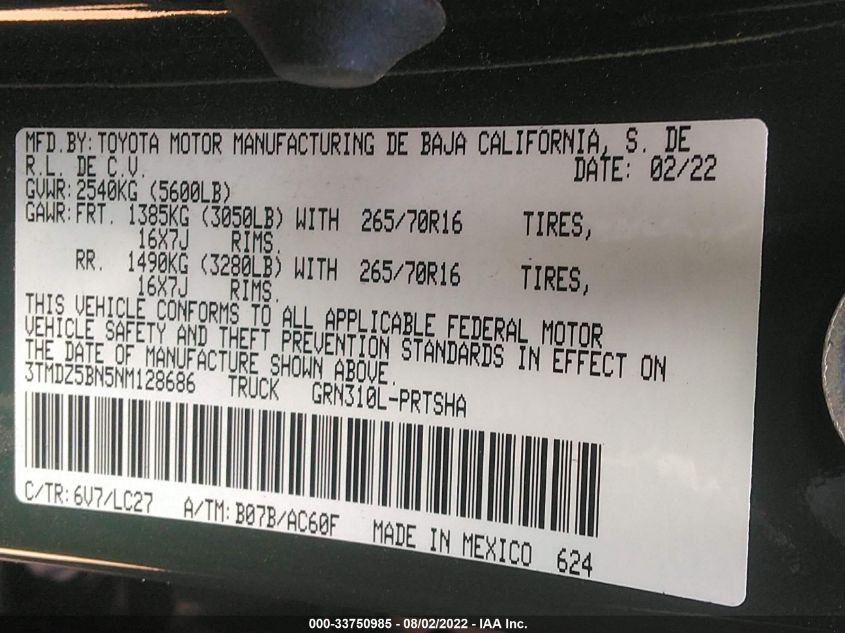 MFD.BY: TOYOTA MOTOR MANUFACTURING DE BAJA CALIFORNIA, S. DE
R.L. DE C.V. DATE: 02/22
GVWR: 2540KG (5600LB)
GAWR: FRT. 1385KG (3050LB) WITH 265/70R16 TIRES,
16X7J RIMS.
RR. 1490KG (3280LB) WITH 265/70R16 TIRES,
16X7J RIMS.
THIS VEHICLE CONFORMS TO ALL APPLICABLE FEDERAL MOTOR
VEHICLE SAFETY AND THEFT PREVENTION STANDARDS IN EFFECT ON
THE DATE OF MANUFACTURE SHOWN ABOVE.
3TMDZ5BN5NM128686 TRUCK GRN310L-PRTSHA
C/TR: 6V7/LC27 A/TM: B07B/AC60F MADE IN MEXICO 624
000-33750985 - 08/02/2022 - IAA Inc.